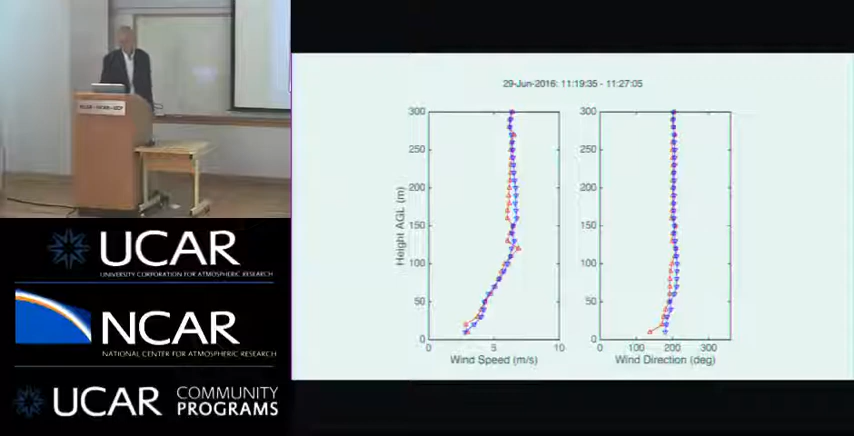 29-Jun-2016: 11:19:35 - 11:27:05
300
250
200
150
100
50
0
Height AGL (m)
0
5
10
Wind Speed (m/s)
300
250
200
150
100
50
0
0
100
200
300
Wind Direction (deg)
UCAR
UNIVERSITY CORPORATION FOR ATMOSPHERIC RESEARCH
NCAR
NATIONAL CENTER FOR ATMOSPHERIC RESEARCH
UCAR
COMMUNITY
PROGRAMS